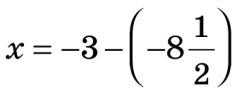 x = −3 − (−8 1/2)